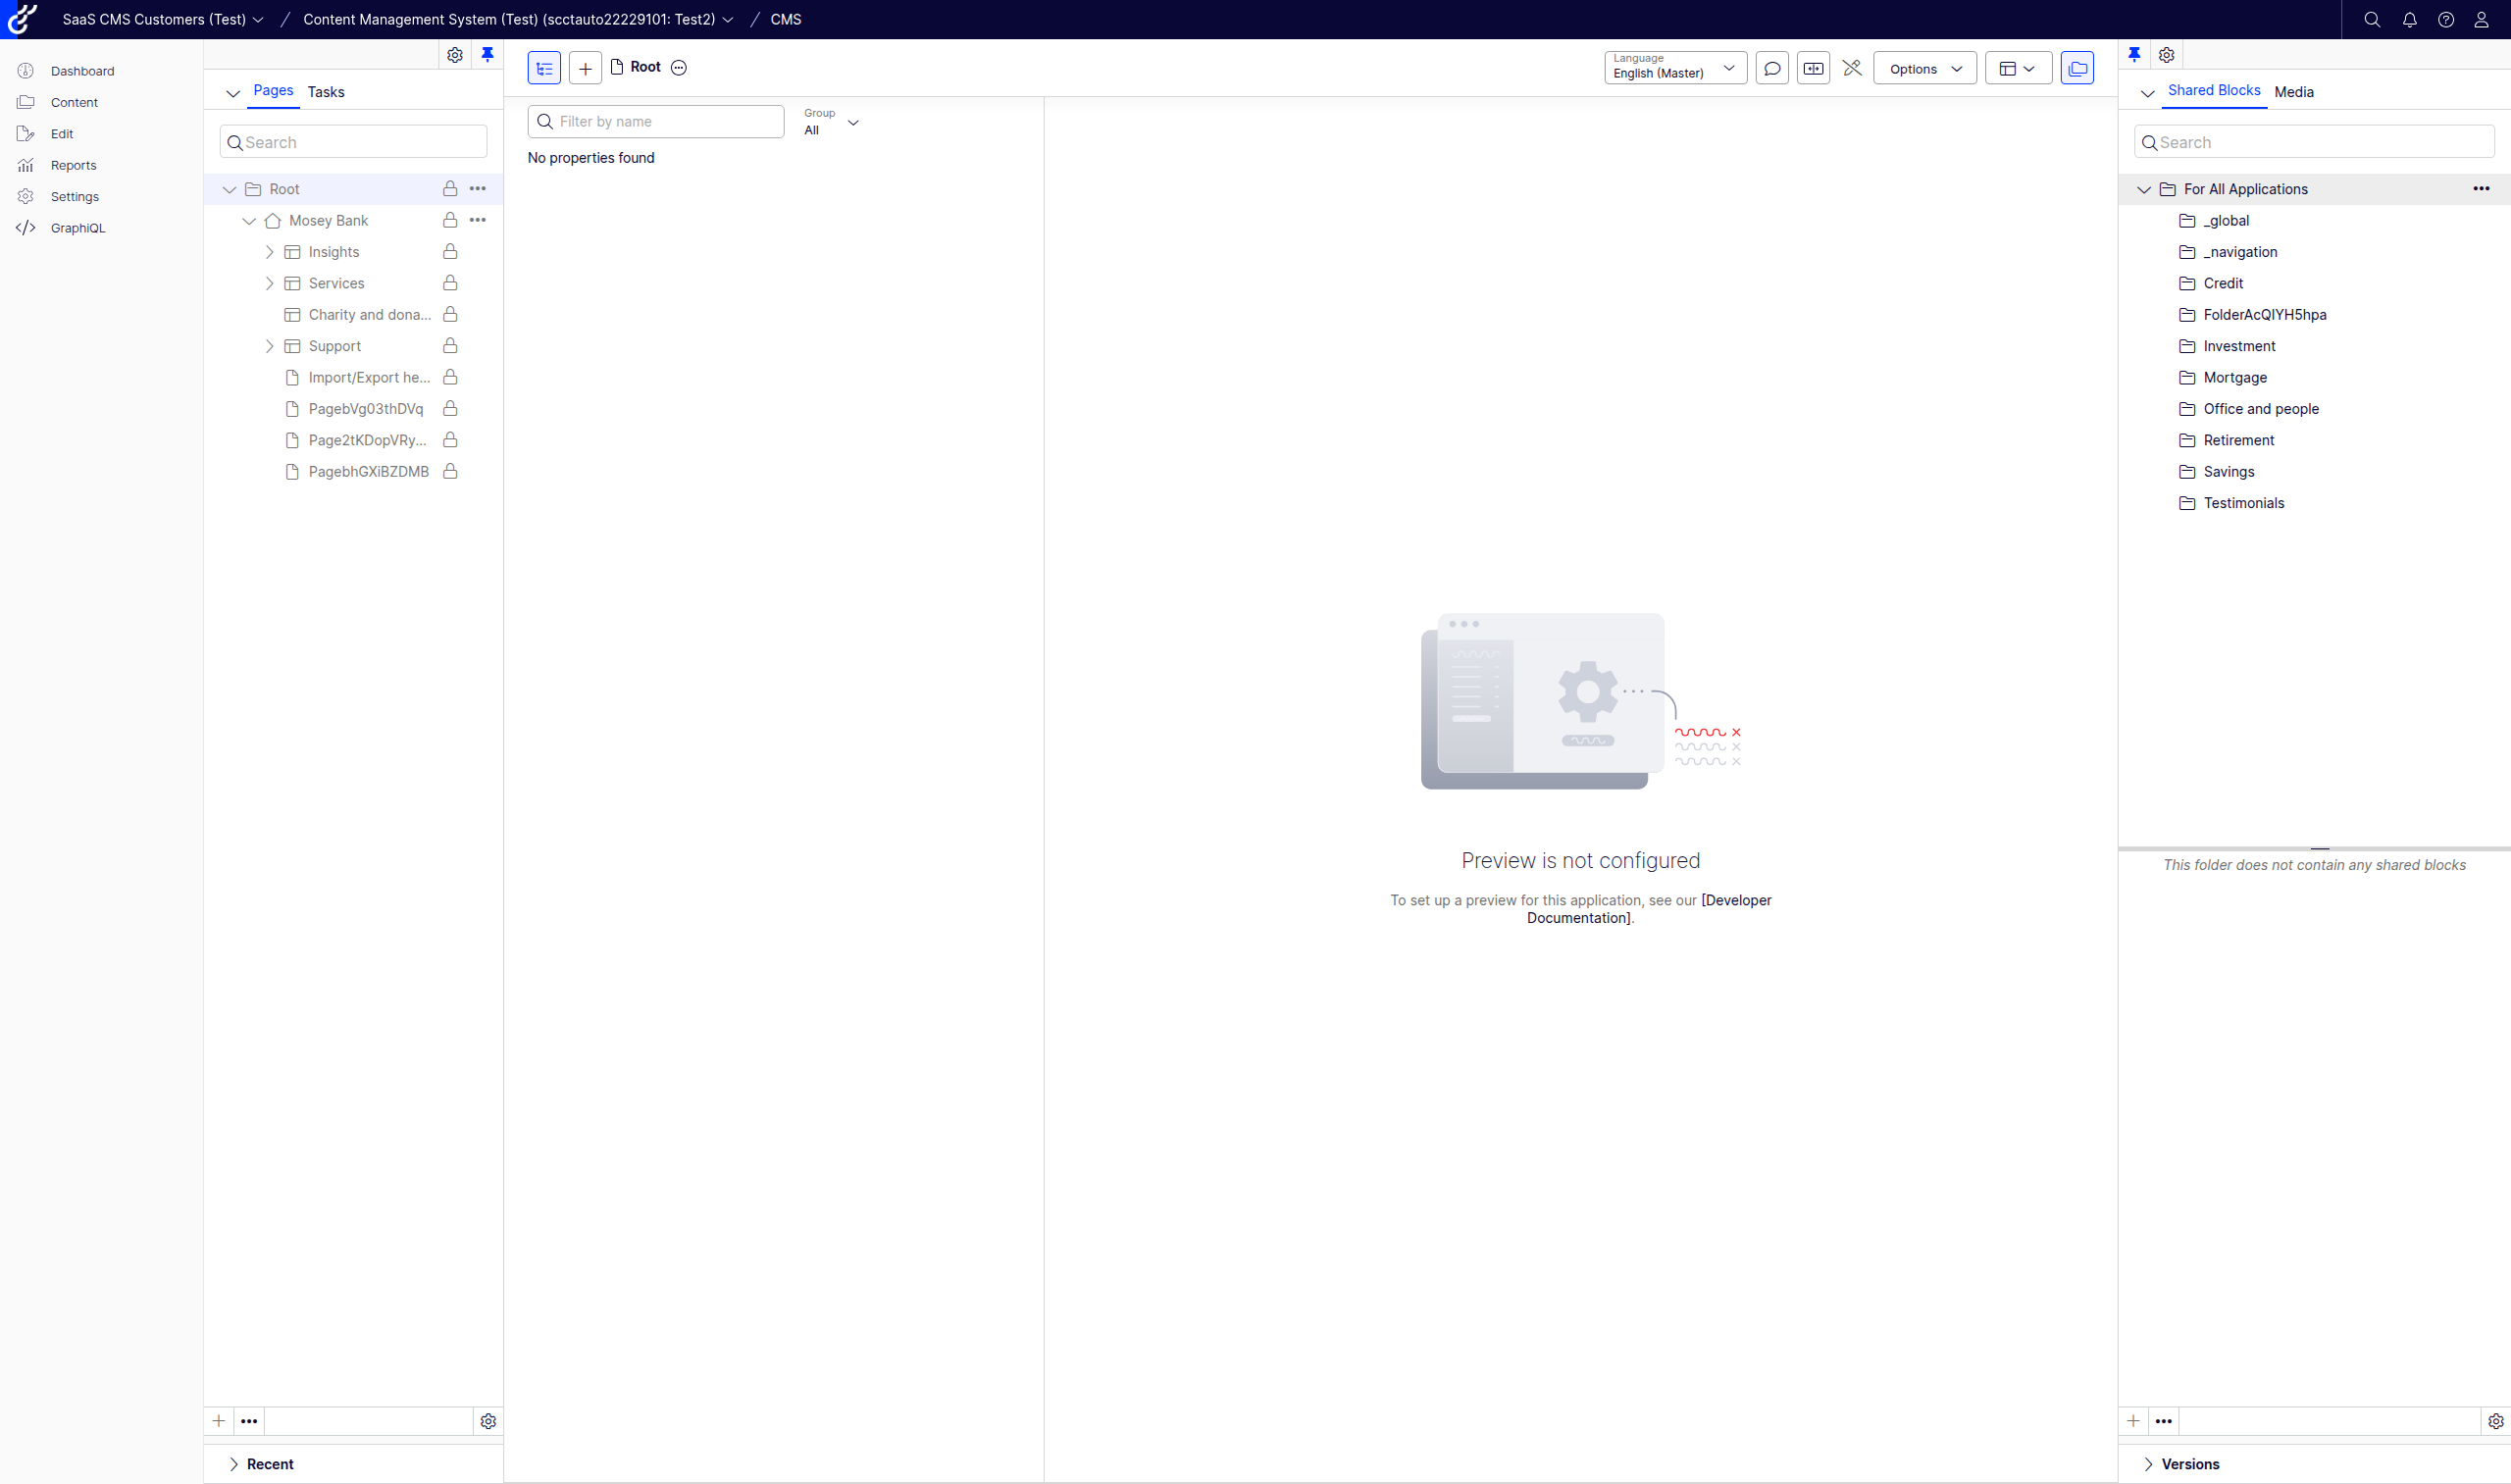 SaaS CMS Customers (Test) / Content Management System (Test) (scctauto22229101: Test2) / CMS
Dashboard
Content
Edit
Reports
Settings
GraphiQL
Pages Tasks
Search
Root
Mosey Bank
Insights
Services
Charity and dona...
Support
Import/Export he...
PagebVg03thDVq
Page2tKDopVRy...
PagebhGXiBZDMB
Recent
Root
Language
English (Master)
Options
Filter by name
Group
All
No properties found
Preview is not configured
To set up a preview for this application, see our [Developer
Documentation].
Shared Blocks Media
Search
For All Applications
_global
_navigation
Credit
FolderAcQIYH5hpa
Investment
Mortgage
Office and people
Retirement
Savings
Testimonials
This folder does not contain any shared blocks
Versions